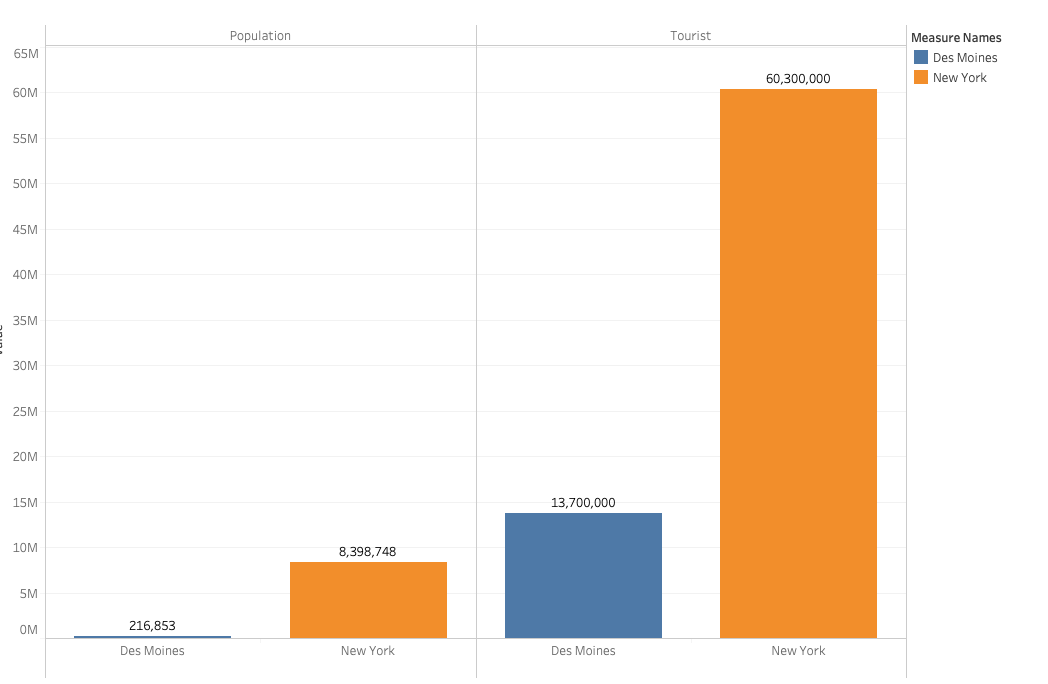 Population
Tourist
Measure Names
Des Moines
New York
65M
60M
55M
50M
45M
40M
35M
30M
25M
20M
15M
10M
5M
0M
216,853
8,398,748
13,700,000
60,300,000
Des Moines
New York
Des Moines
New York